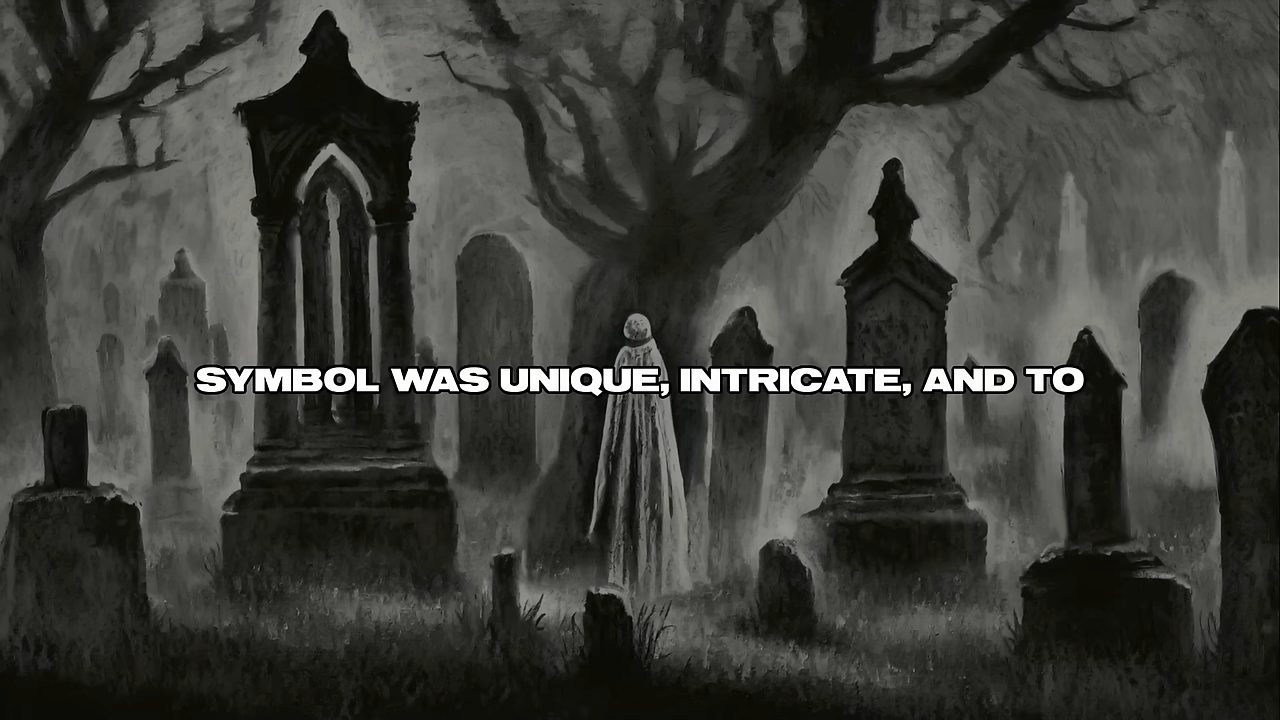 SYMBOL WAS UNIQUE, INTRICATE, AND TO